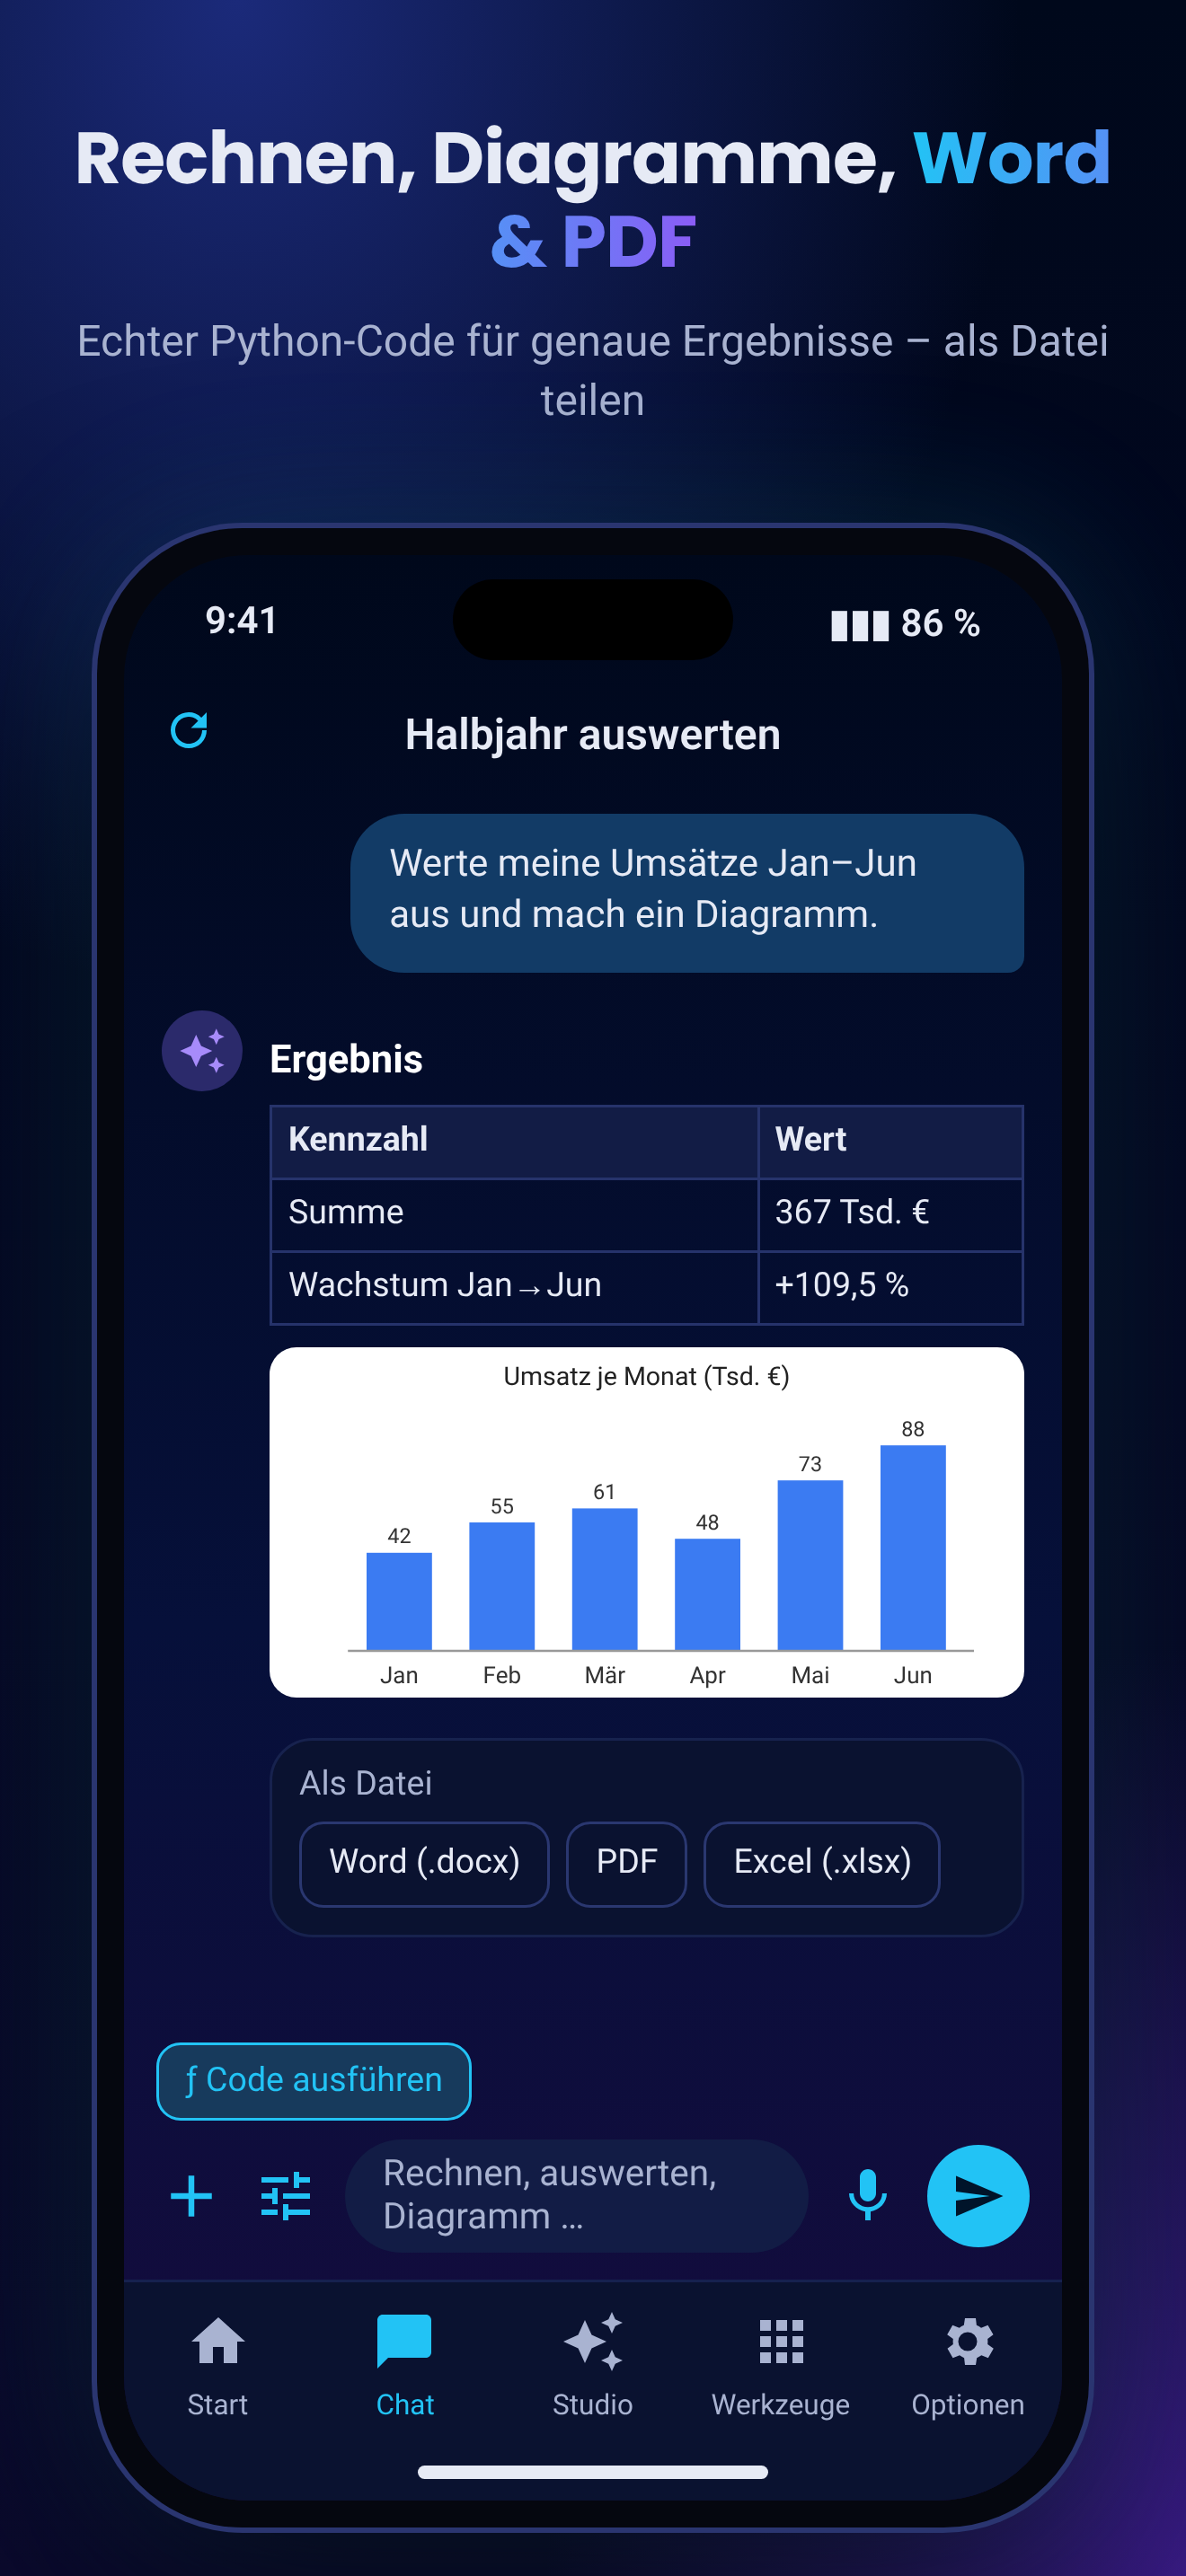 Rechnen, Diagramme, Word
& PDF
Echter Python-Code für genaue Ergebnisse – als Datei
teilen
9:41
86 %
Halbjahr auswerten
Werte meine Umsätze Jan–Jun
aus und mach ein Diagramm.
Ergebnis
Kennzahl Wert
Summe 367 Tsd. €
Wachstum Jan→Jun +109,5 %
Umsatz je Monat (Tsd. €)
42 55 61 48 73 88
Jan Feb Mär Apr Mai Jun
Als Datei
Word (.docx) PDF Excel (.xlsx)
ƒ Code ausführen
Rechnen, auswerten,
Diagramm …
Start Chat Studio Werkzeuge Optionen